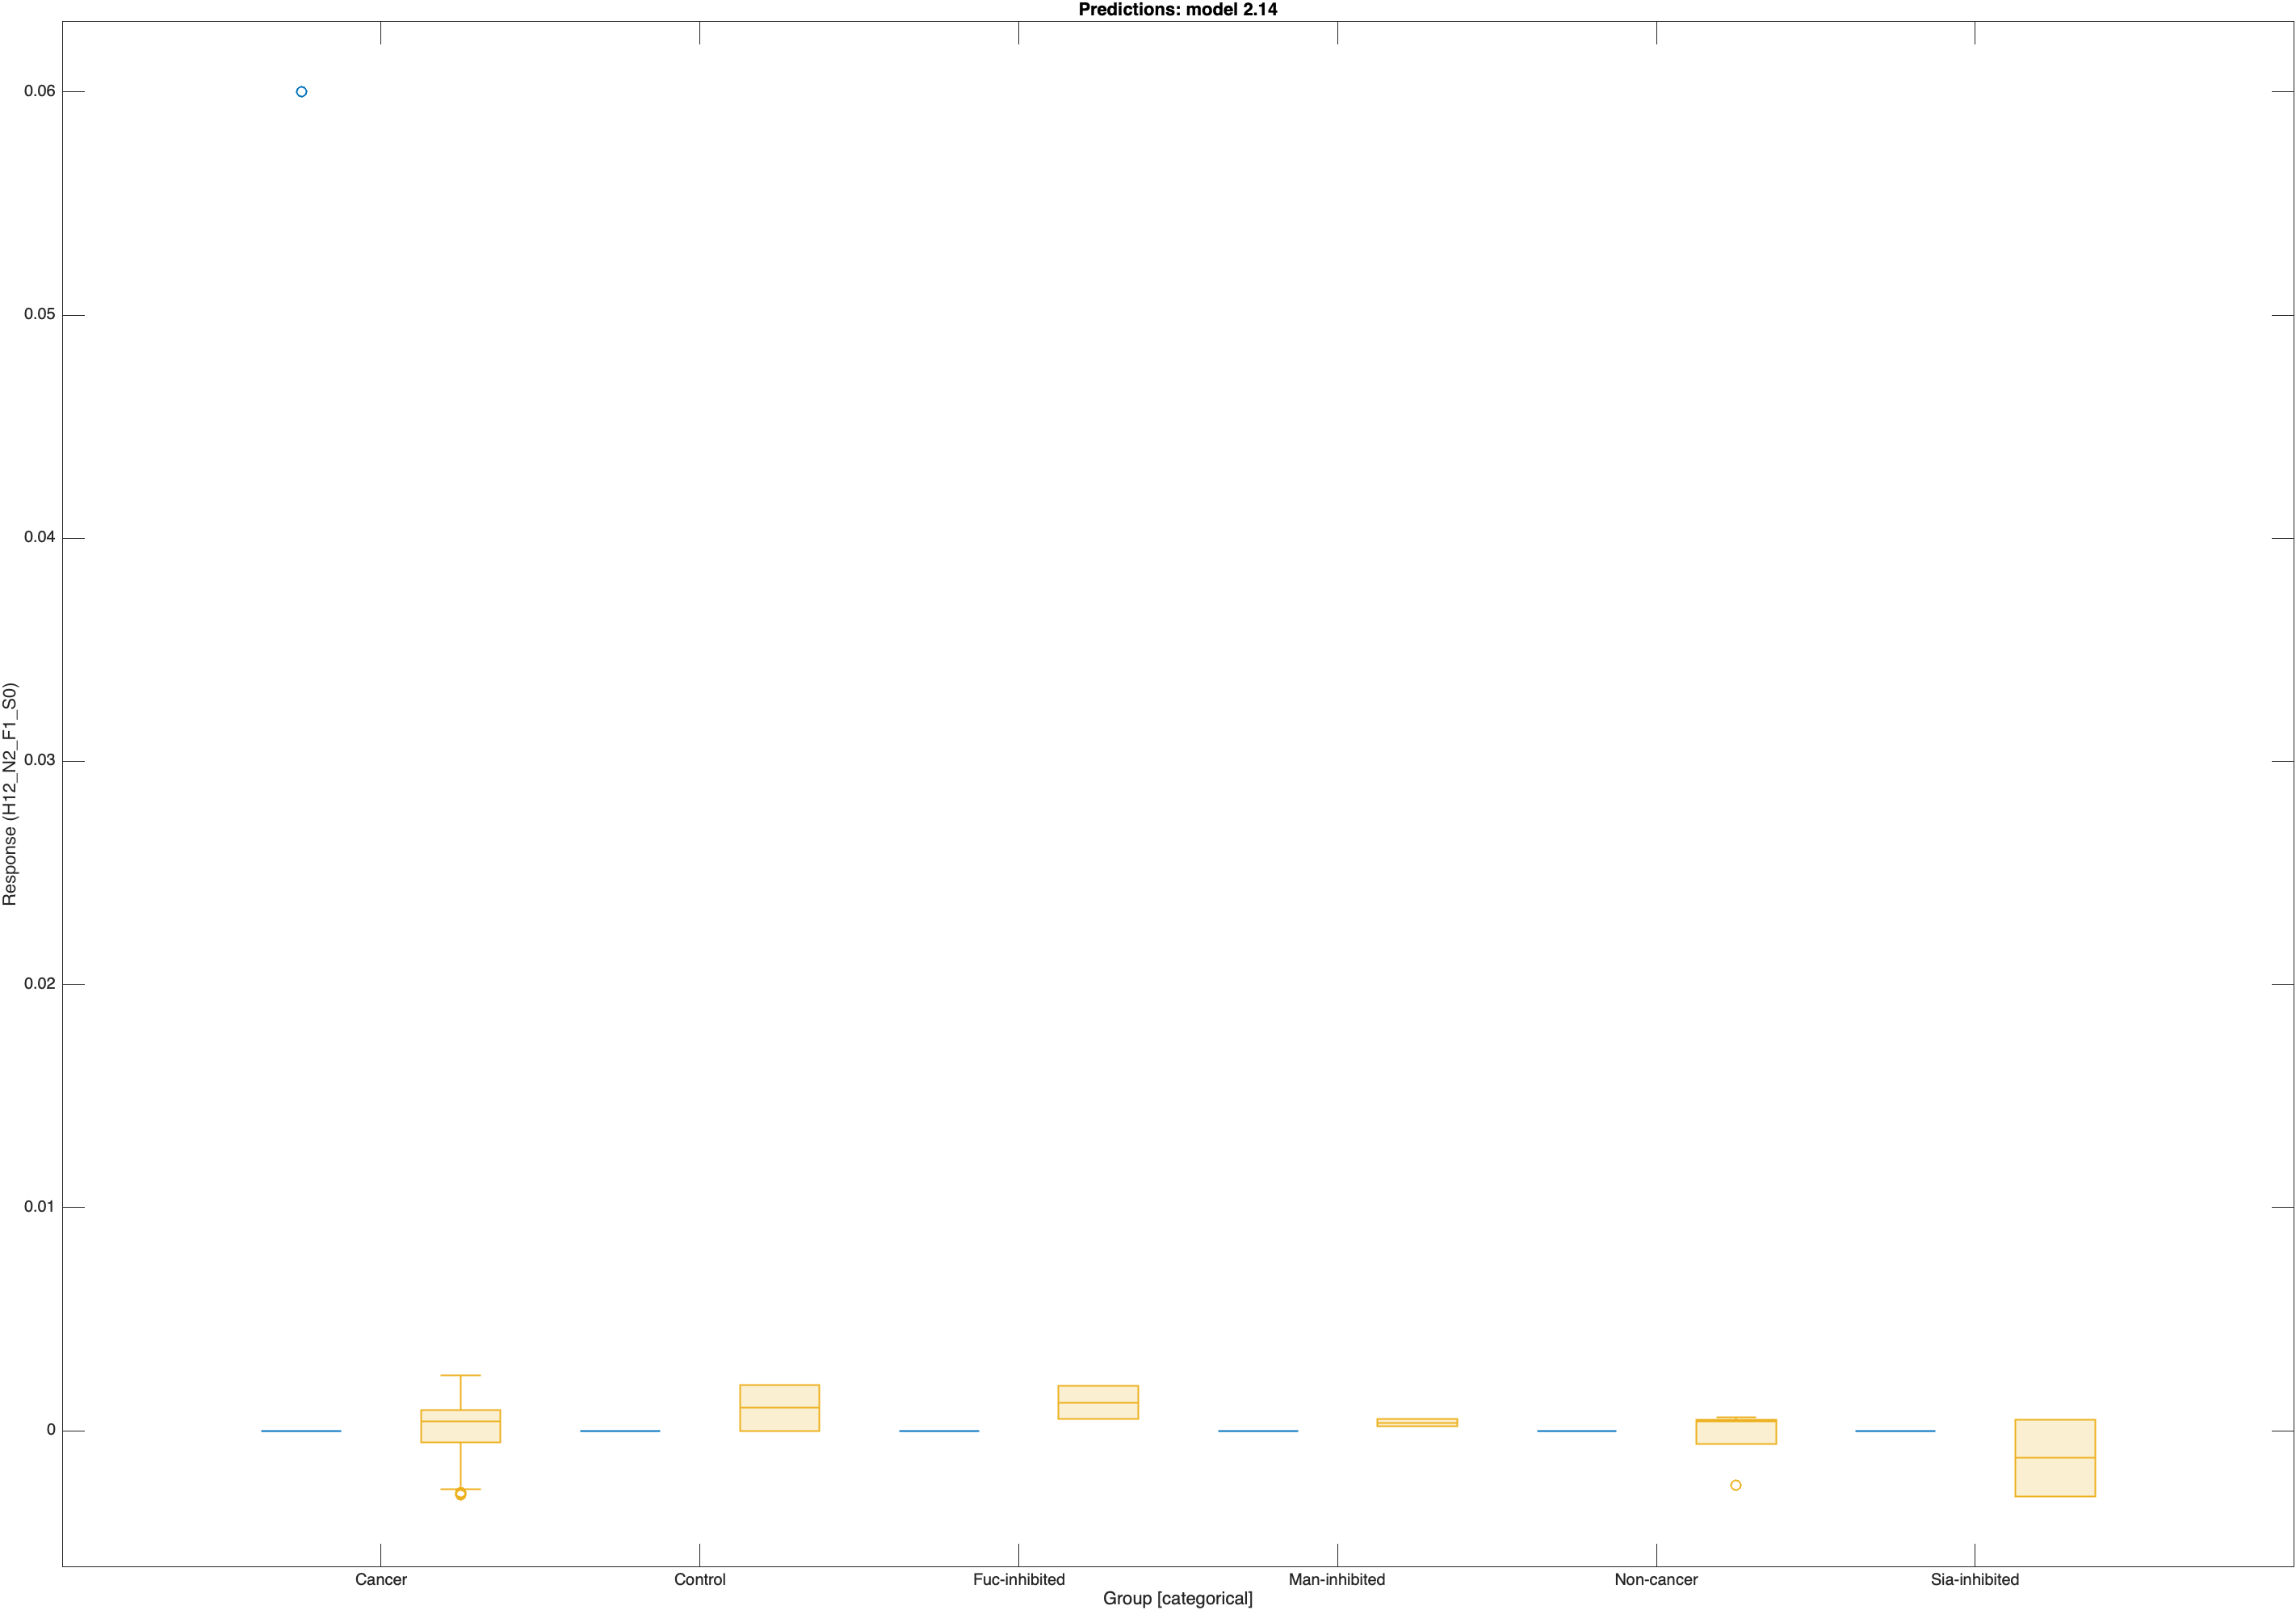 Predictions: model 2.14
0.06
0.05
0.04
0.03
0.02
0.01
0
Response (H12_N2_F1_S0)
Cancer Control Fuc-inhibited Man-inhibited Non-cancer Sia-inhibited
Group [categorical]